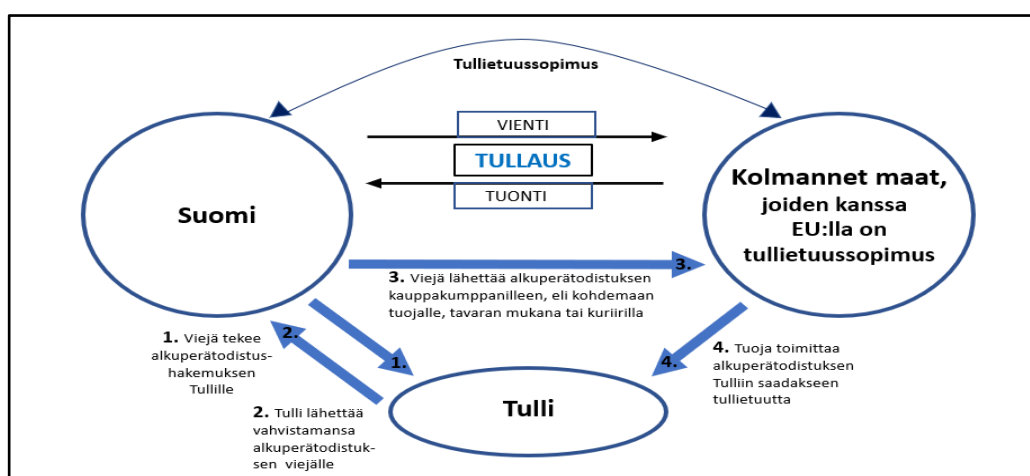 Tullietuussopimus
VIENTI
TULLAUS
TUONTI
Suomi
Kolmannet maat,
joiden kanssa
EU:lla on
tullietuussopimus
3.
3. Viejä lähettää alkuperätodistuksen
kauppakumppanilleen, eli kohdemaan
tuojalle, tavaran mukana tai kuriirilla
1. Viejä tekee
alkuperätodistus-
hakemuksen
Tullille
2.
1.
4.
4. Tuoja toimittaa
alkuperätodistuksen
Tulliin saadakseen
tullietuutta
Tulli
2. Tulli lähettää
vahvistamansa
alkuperätodistuk-
sen viejälle